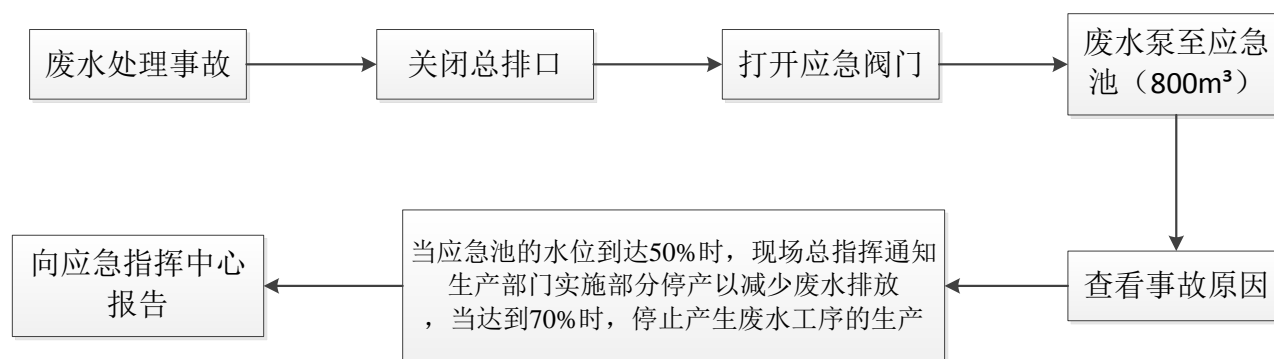 废水处理事故
关闭总排口
打开应急阀门
废水泵至应急
池（800m³）
查看事故原因
当应急池的水位到达50%时，现场总指挥通知
生产部门实施部分停产以减少废水排放
，当达到70%时，停止产生废水工序的生产
向应急指挥中心
报告